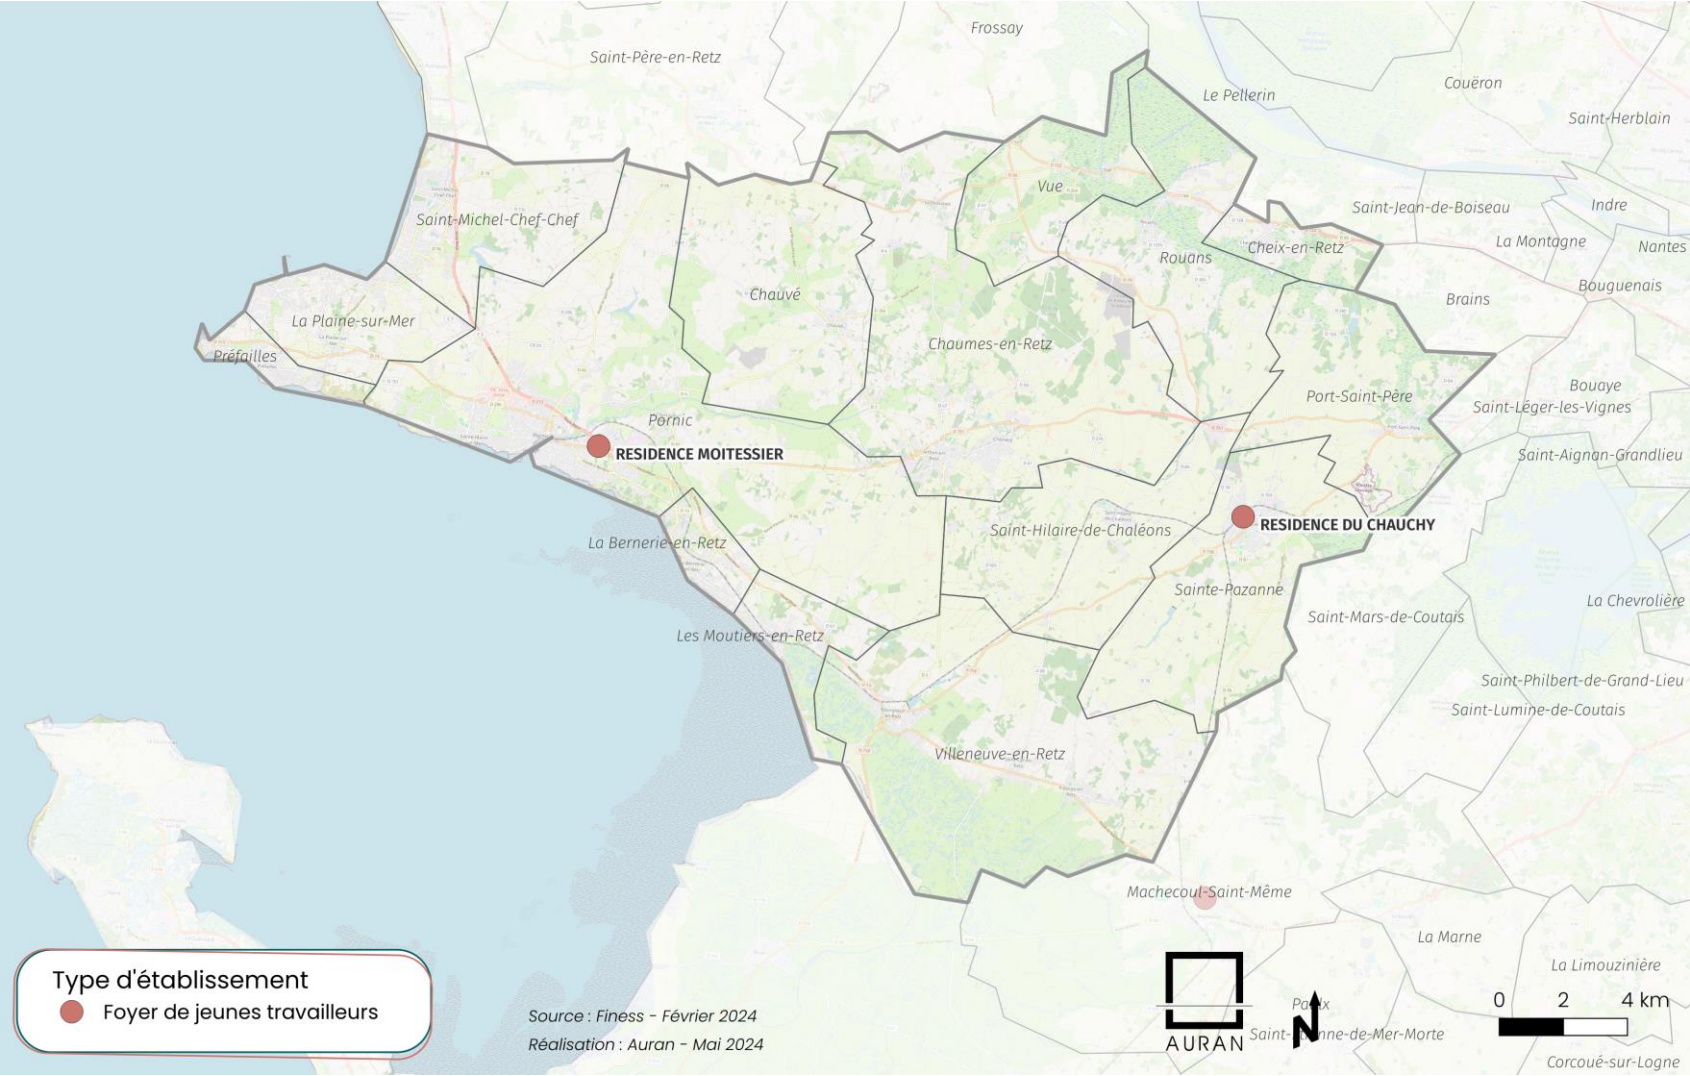 Frossay
Saint-Père-en-Retz
Couëron
Le Pellerin
Saint-Herblain
Vue
Saint-Jean-de-Boiseau
Indre
Saint-Michel-Chef-Chef
La Montagne
Nantes
Cheix-en-Retz
Rouans
Bouguenais
Chauvé
Brains
La Plaine-sur-Mer
Chaumes-en-Retz
Préfailles
Bouaye
Port-Saint-Père
Saint-Léger-les-Vignes
Pornic
RESIDENCE MOITESSIER
Saint-Aignan-Grandlieu
RESIDENCE DU CHAUCHY
Saint-Hilaire-de-Chaléons
La Bernerie-en-Retz
Sainte-Pazanne
La Chevrolière
Saint-Mars-de-Coutais
Les Moutiers-en-Retz
Saint-Philbert-de-Grand-Lieu
Saint-Lumine-de-Coutais
Villeneuve-en-Retz
Machecoul-Saint-Même
La Marne
La Limouzinière
Type d'établissement
Foyer de jeunes travailleurs
Source : Finess - Février 2024
Réalisation : Auran - Mai 2024
AURAN
N
0 2 4 km
Corcoué-sur-Logne